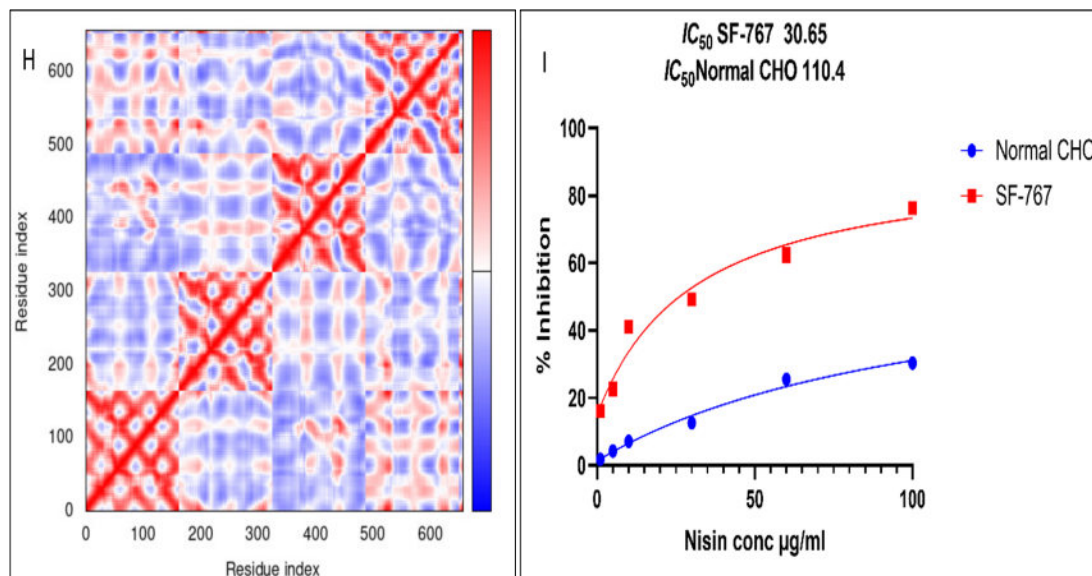 H
Residue index
600
500
400
300
200
100
0
0 100 200 300 400 500 600
Residue index
I
IC50 SF-767 30.65
IC50Normal CHO 110.4
% Inhibition
100
80
60
40
20
0
0 50 100
Nisin conc µg/ml
Normal CHO
SF-767